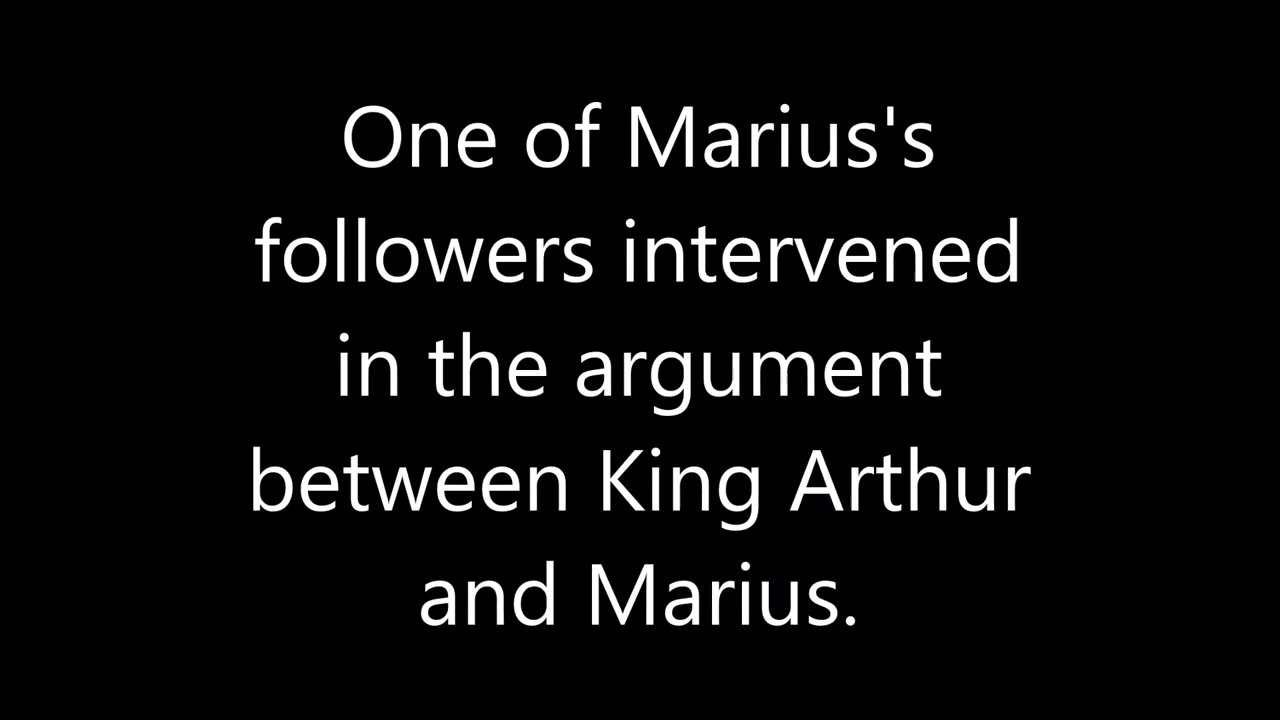 One of Marius's
followers intervened
in the argument
between King Arthur
and Marius.